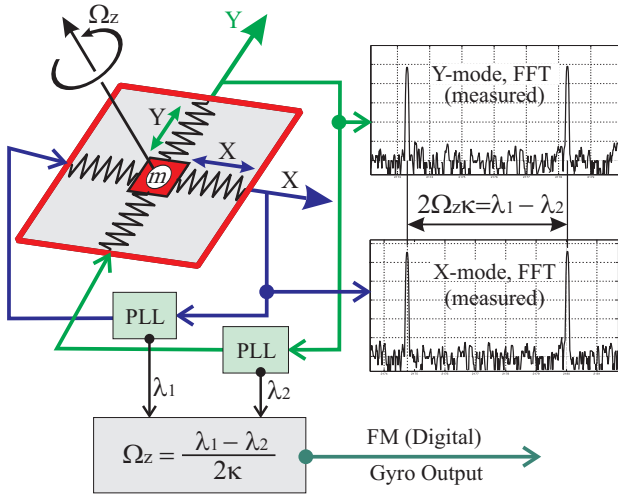 Ωz
Y
Y-mode, FFT
(measured)
Y
X
m
X
2Ωzκ=λ1 – λ2
X-mode, FFT
(measured)
PLL
PLL
λ1
λ2
Ωz = λ1 – λ2
2κ
FM (Digital)
Gyro Output